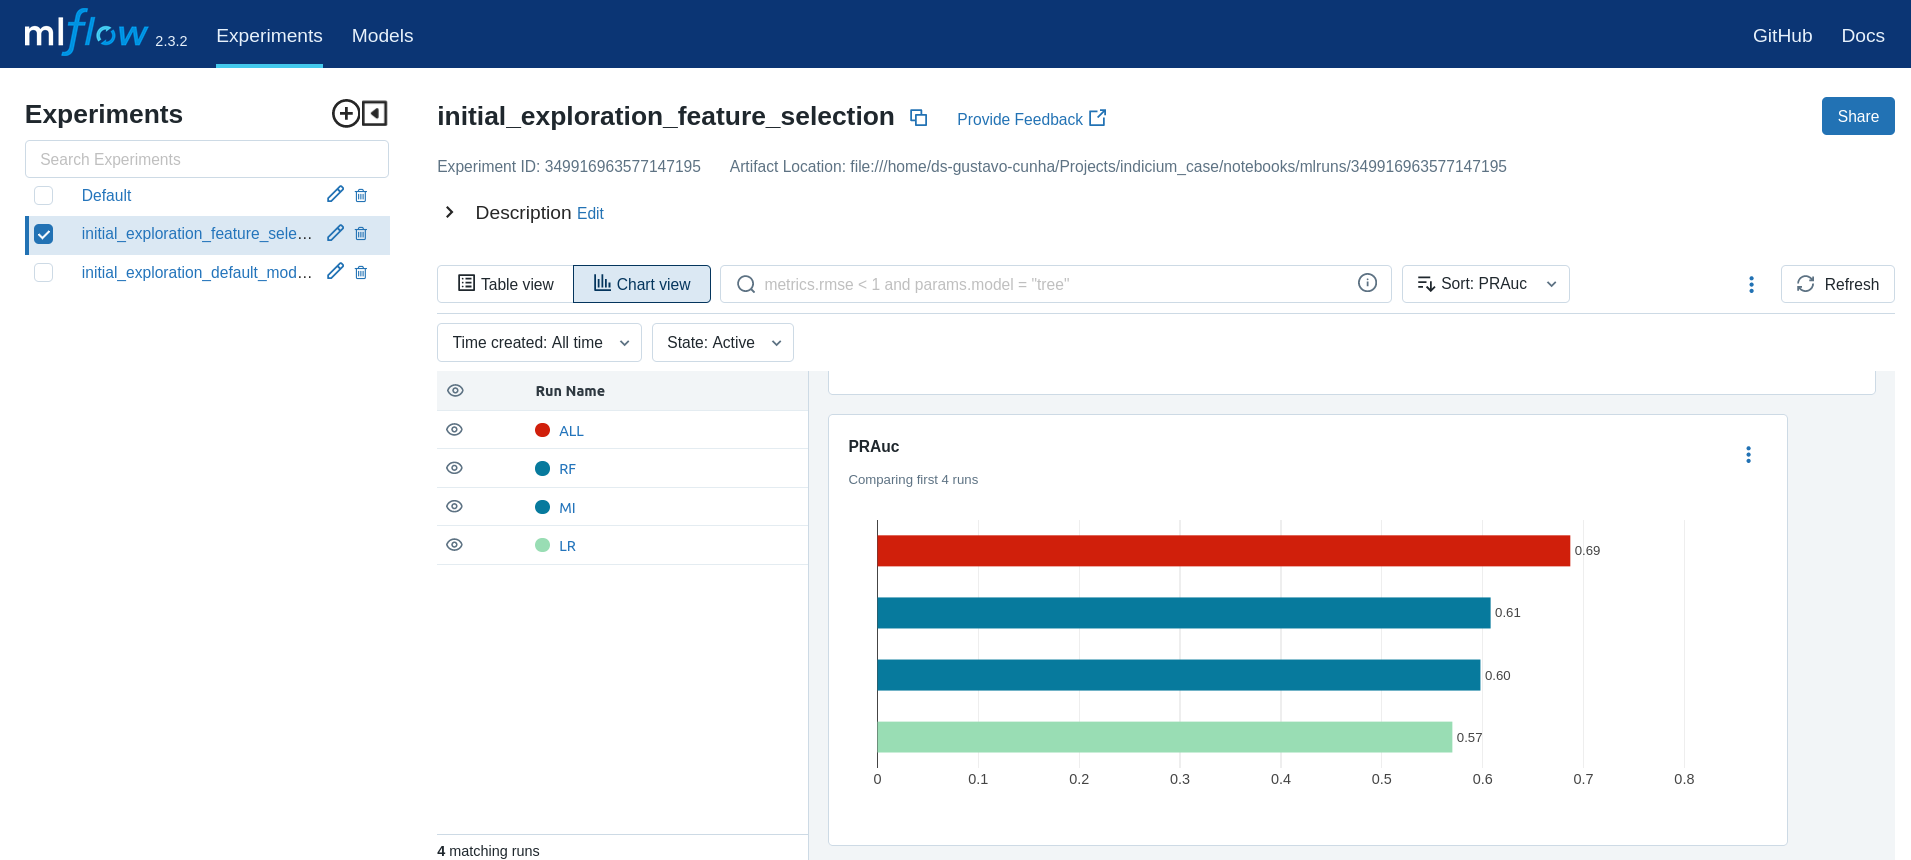 mlflow 2.3.2 Experiments Models GitHub Docs
Experiments
Search Experiments
Default
initial_exploration_feature_sele...
initial_exploration_default_mod...
initial_exploration_feature_selection Provide Feedback Share
Experiment ID: 349916963577147195 Artifact Location: file:///home/ds-gustavo-cunha/Projects/indicium_case/notebooks/mlruns/349916963577147195
Description Edit
Table view Chart view metrics.rmse < 1 and params.model = "tree" Sort: PRAuc Refresh
Time created: All time State: Active
Run Name
ALL
RF
MI
LR
4 matching runs
PRAuc
Comparing first 4 runs
0.69
0.61
0.60
0.57
0 0.1 0.2 0.3 0.4 0.5 0.6 0.7 0.8